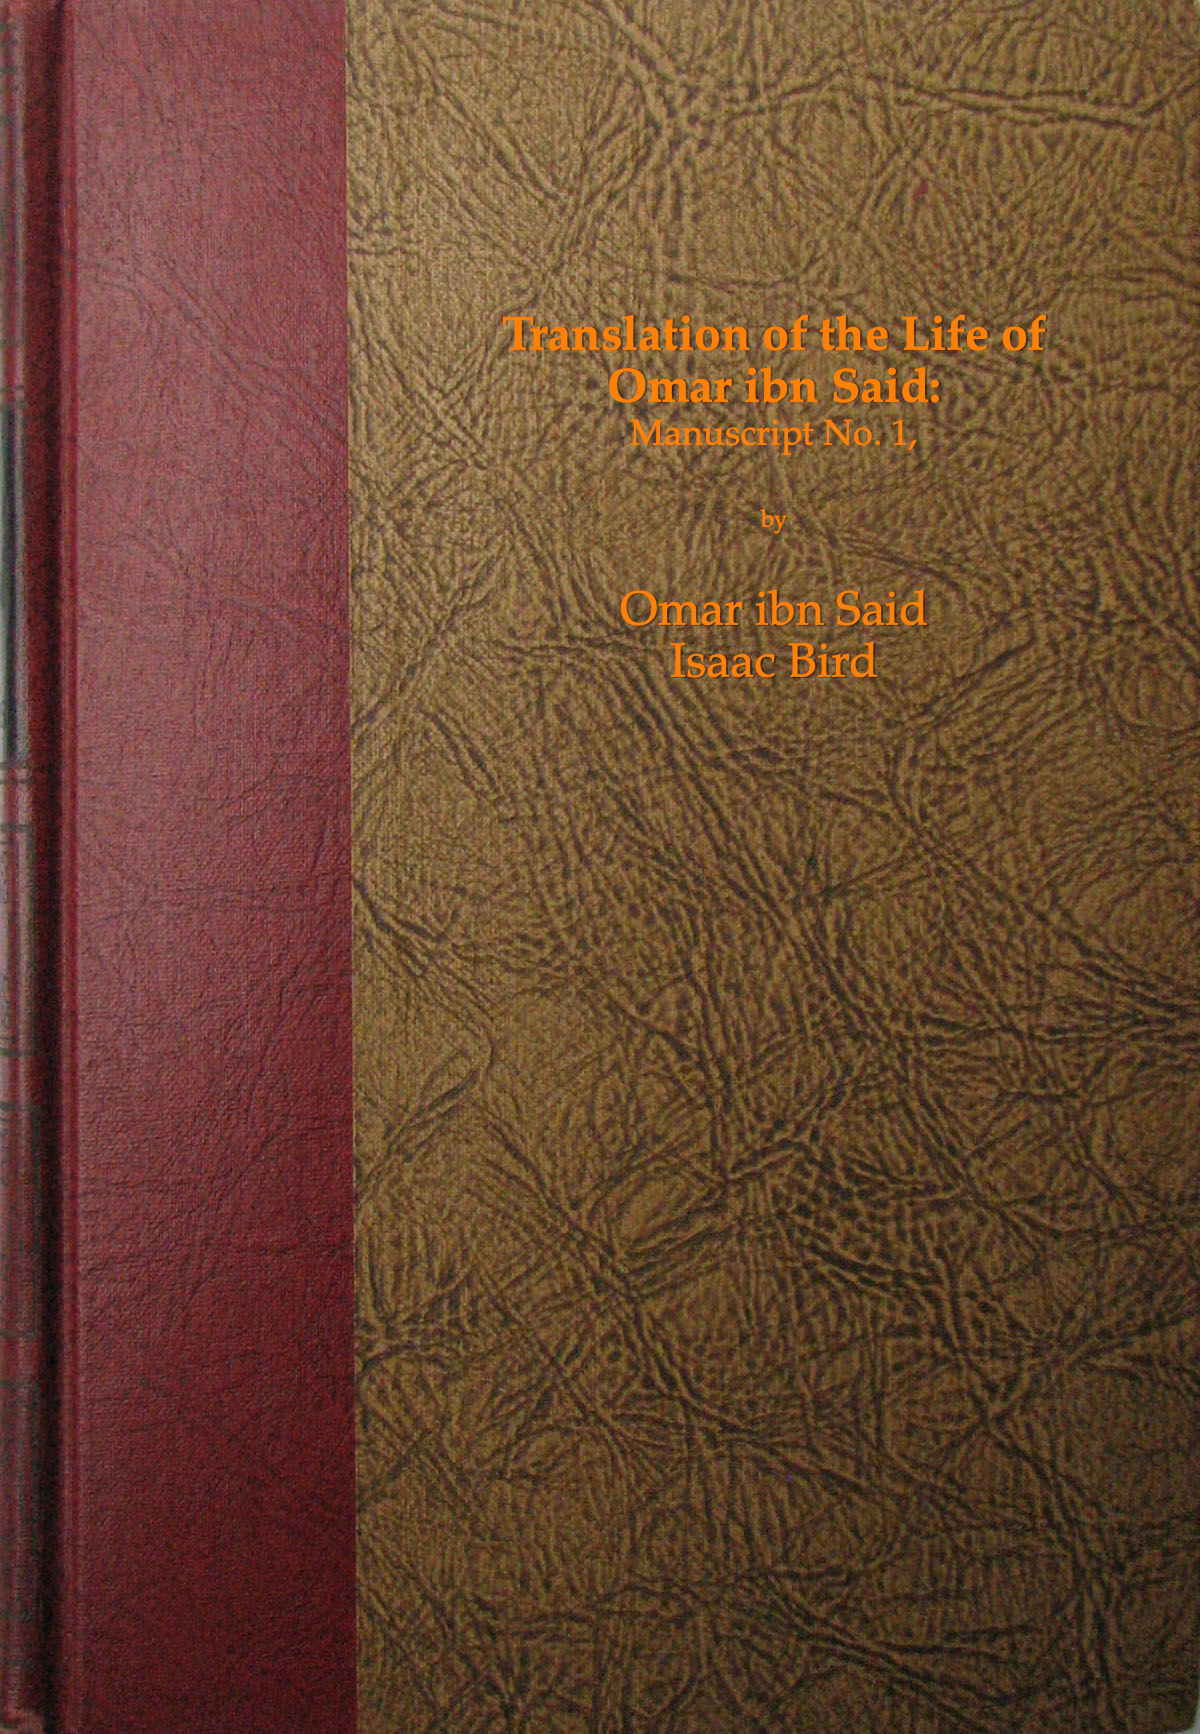 Translation of the Life of
Omar ibn Said:
Manuscript No. 1,
by
Omar ibn Said
Isaac Bird